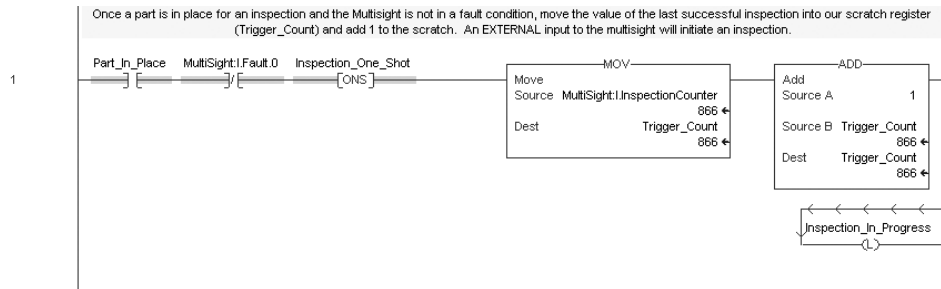 Once a part is in place for an inspection and the Multisight is not in a fault condition, move the value of the last successful inspection into our scratch register
(Trigger_Count) and add 1 to the scratch. An EXTERNAL input to the multisight will initiate an inspection.
Part_In_Place MultiSight:I.Fault.0 Inspection_One_Shot MOV ADD
1 ONS Move Add
Source MultiSight:I.InspectionCounter Source A 1
866
Dest Trigger_Count Source B Trigger_Count
866 866
Dest Trigger_Count
866
Inspection_In_Progress
L